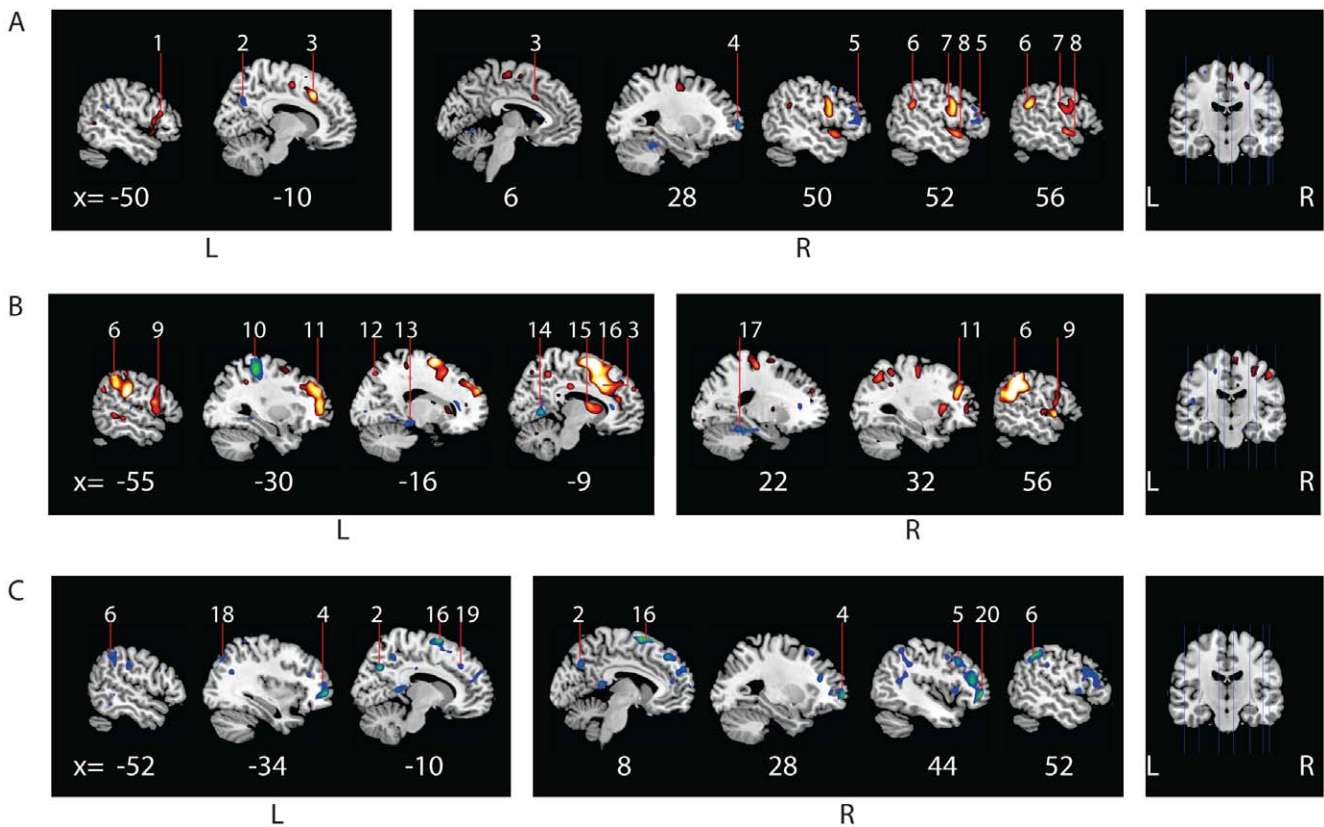 A
1 2 3
3 4 5 6 7 8 5 6 7 8
x= -50 -10
6 28 50 52 56
L R
L
R
B
6 9 10 11 12 13 14 15 16 3
17 11 6 9
x= -55 -30 -16 -9
22 32 56
L R
L
R
C
6 18 4 2 16 19
2 16 4 5 20 6
x= -52 -34 -10
8 28 44 52
L R
L
R